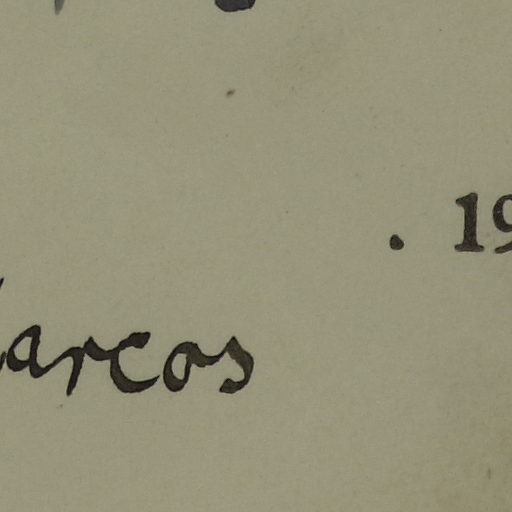 . 19
arcos